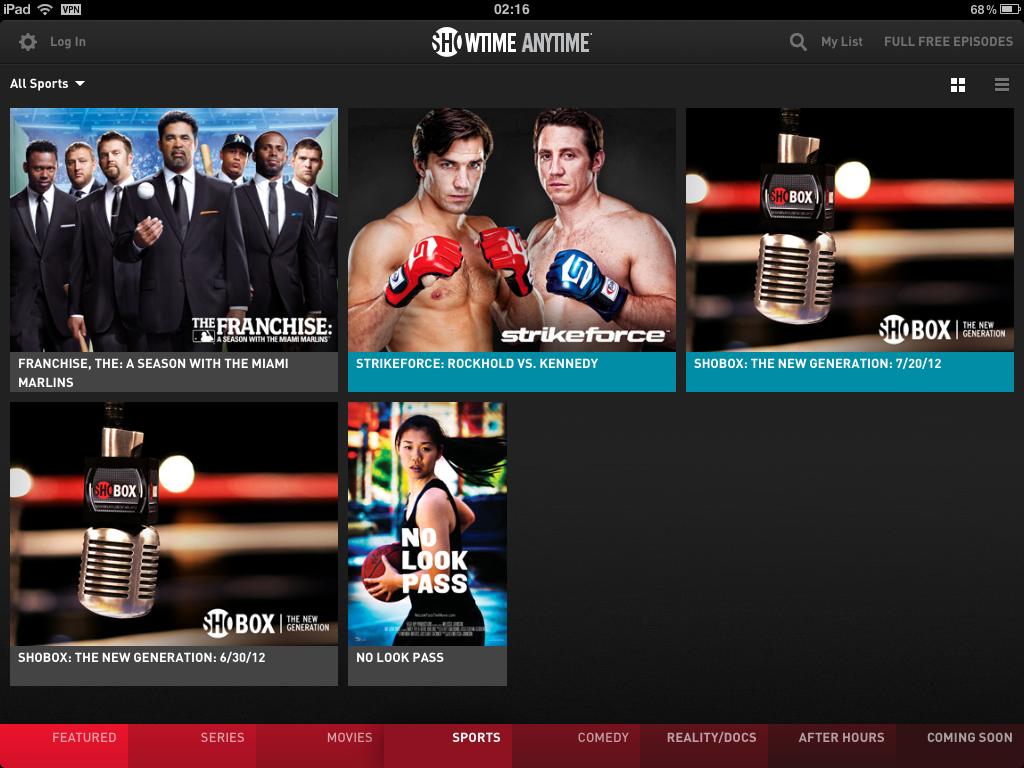 iPad VPN 02:16 68%
Log In SHOWTIME ANYTIME My List FULL FREE EPISODES
All Sports
THE FRANCHISE:
A SEASON WITH THE MIAMI MARLINS
FRANCHISE, THE: A SEASON WITH THE MIAMI
MARLINS
strikeforce
STRIKEFORCE: ROCKHOLD VS. KENNEDY
SHOBOX
SHOBOX THE NEW
GENERATION
SHOBOX: THE NEW GENERATION: 7/20/12
SHOBOX
SHOBOX THE NEW
GENERATION
SHOBOX: THE NEW GENERATION: 6/30/12
NO
LOOK
PASS
NO LOOK PASS
FEATURED SERIES MOVIES SPORTS COMEDY REALITY/DOCS AFTER HOURS COMING SOON